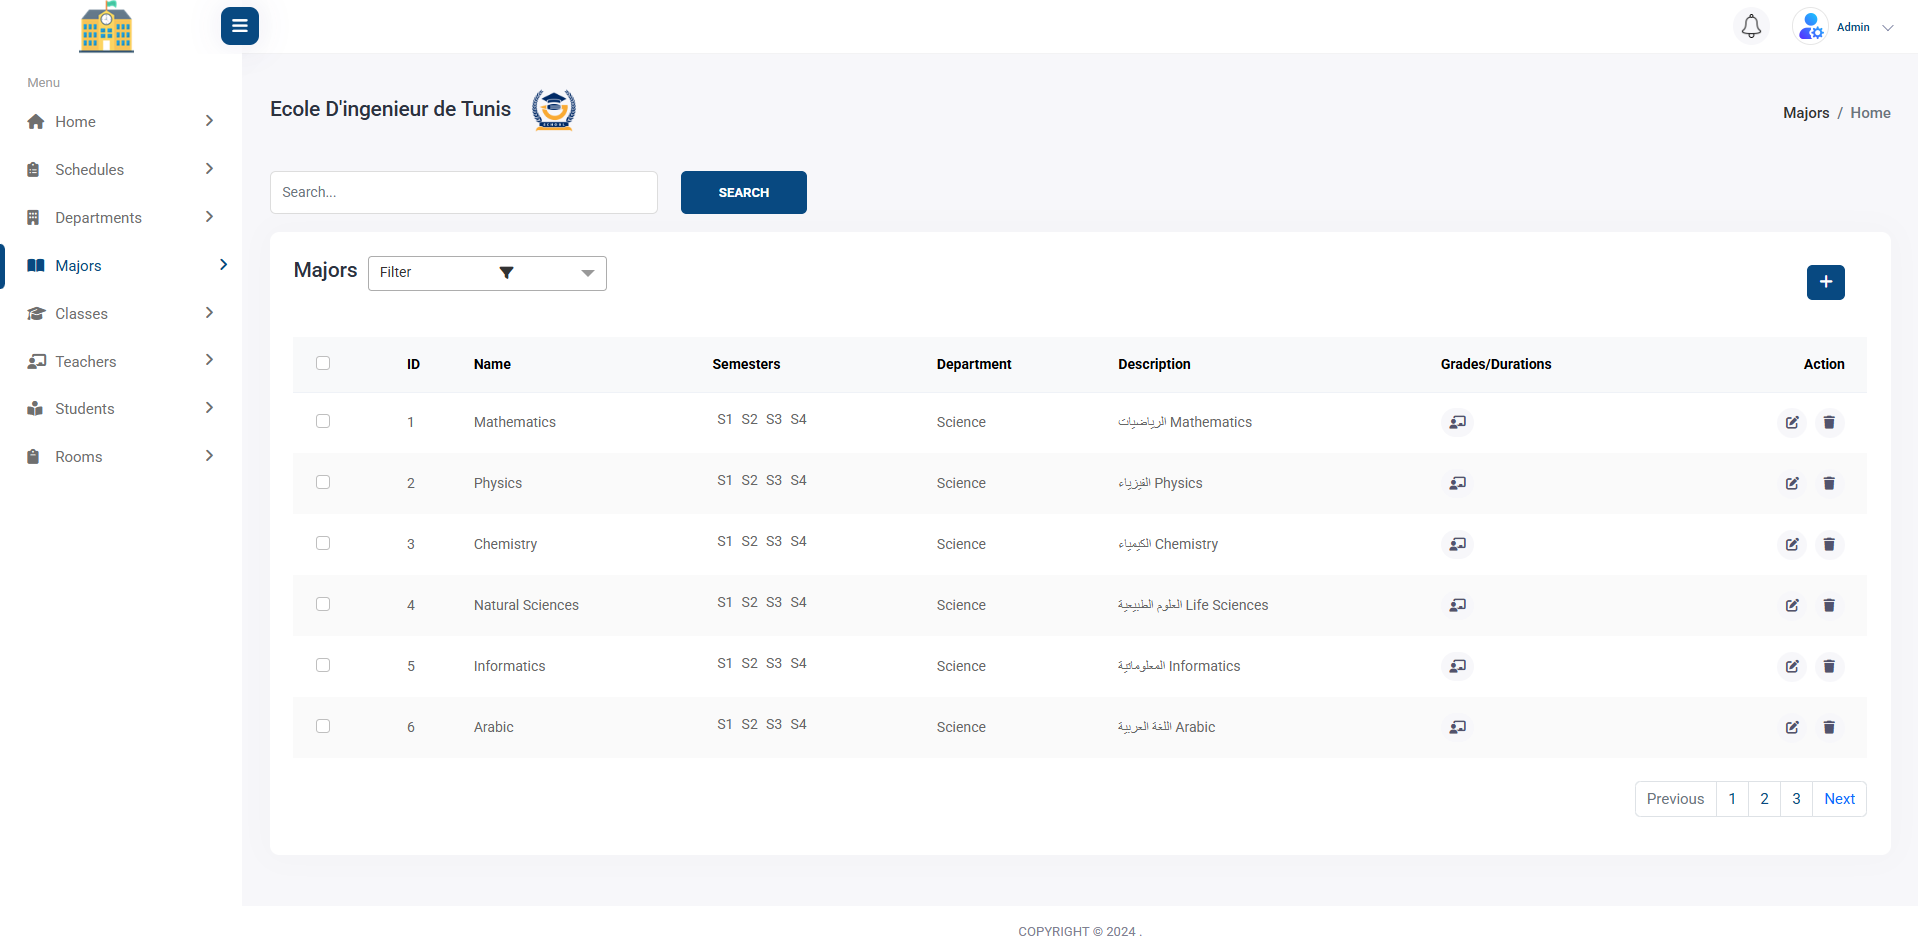 Admin
Menu
Home
Schedules
Departments
Majors
Classes
Teachers
Students
Rooms
Ecole D'ingenieur de Tunis
SCHOOL
Majors / Home
Search...
SEARCH
Majors
Filter
ID Name Semesters Department Description Grades/Durations Action
1 Mathematics S1 S2 S3 S4 Science الرياضيات Mathematics
2 Physics S1 S2 S3 S4 Science الفيزياء Physics
3 Chemistry S1 S2 S3 S4 Science الكيمياء Chemistry
4 Natural Sciences S1 S2 S3 S4 Science العلوم الطبيعية Life Sciences
5 Informatics S1 S2 S3 S4 Science المعلوماتية Informatics
6 Arabic S1 S2 S3 S4 Science اللغة العربية Arabic
Previous 1 2 3 Next
COPYRIGHT © 2024 .